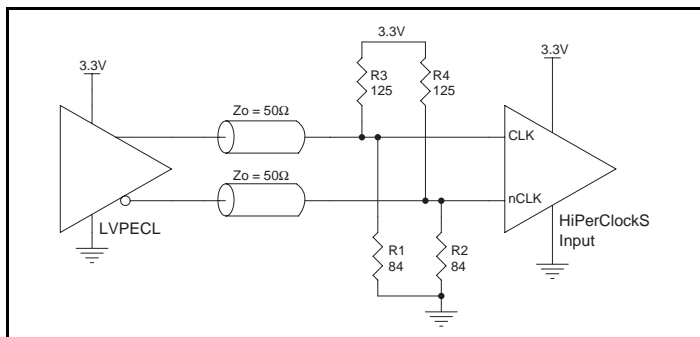 3.3V
3.3V
3.3V
R3
125
R4
125
Zo = 50Ω
CLK
Zo = 50Ω
nCLK
LVPECL
HiPerClockS
Input
R1
84
R2
84